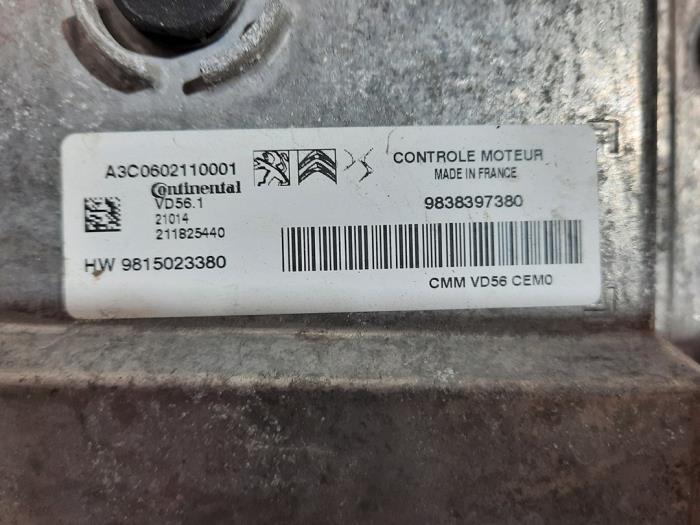 A3C0602110001
Continental
VD56.1
21014
211825440
HW 9815023380
CONTROLE MOTEUR
MADE IN FRANCE
9838397380
CMM VD56 CEM0